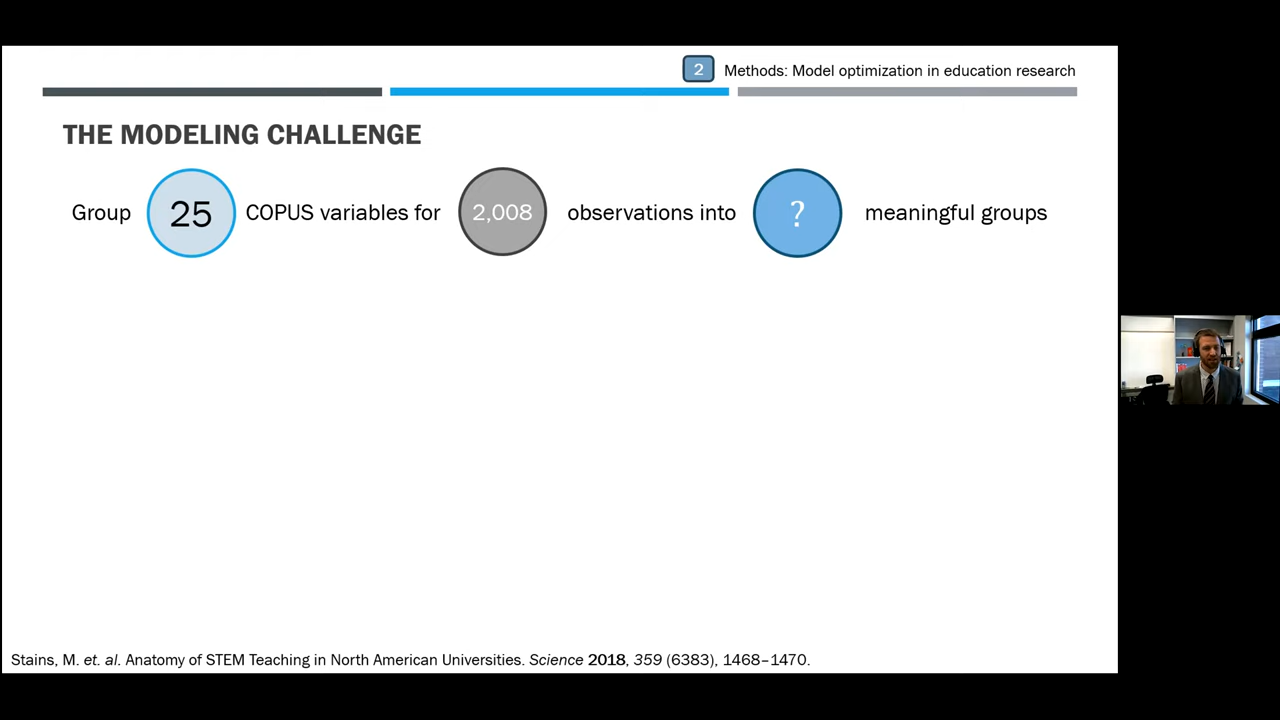 2 Methods: Model optimization in education research
THE MODELING CHALLENGE
Group 25 COPUS variables for 2,008 observations into ? meaningful groups
Stains, M. et. al. Anatomy of STEM Teaching in North American Universities. Science 2018, 359 (6383), 1468–1470.